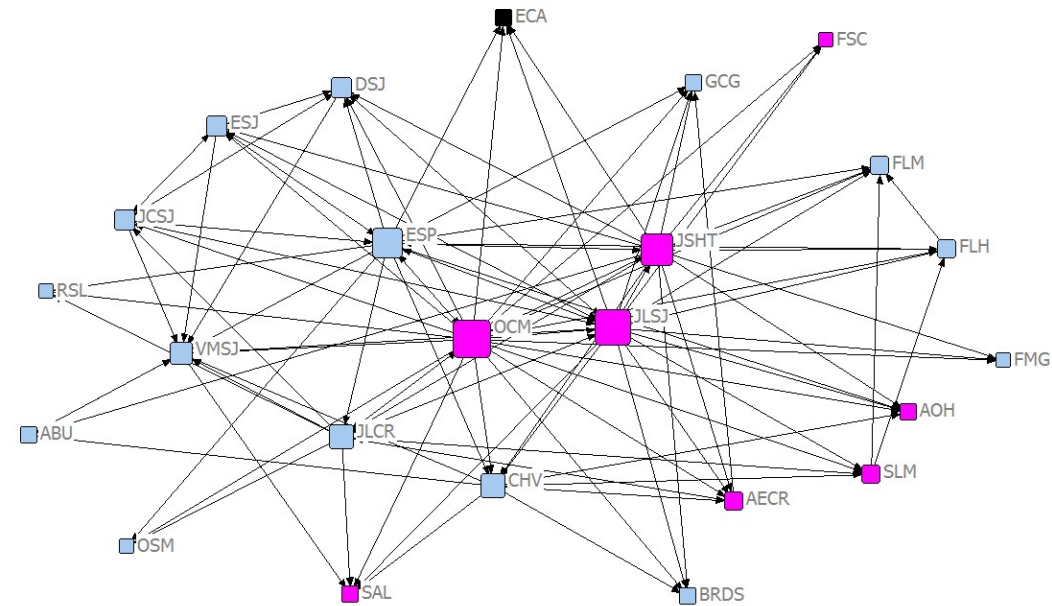 ECA
FSC
GCG
DSJ
ESJ
FLM
JCSJ
ESP
JSHT
FLH
RSL
OCM
JLSJ
VMSJ
FMG
AOH
ABU
JLCR
SLM
CHV
AECR
OSM
SAL
BRDS